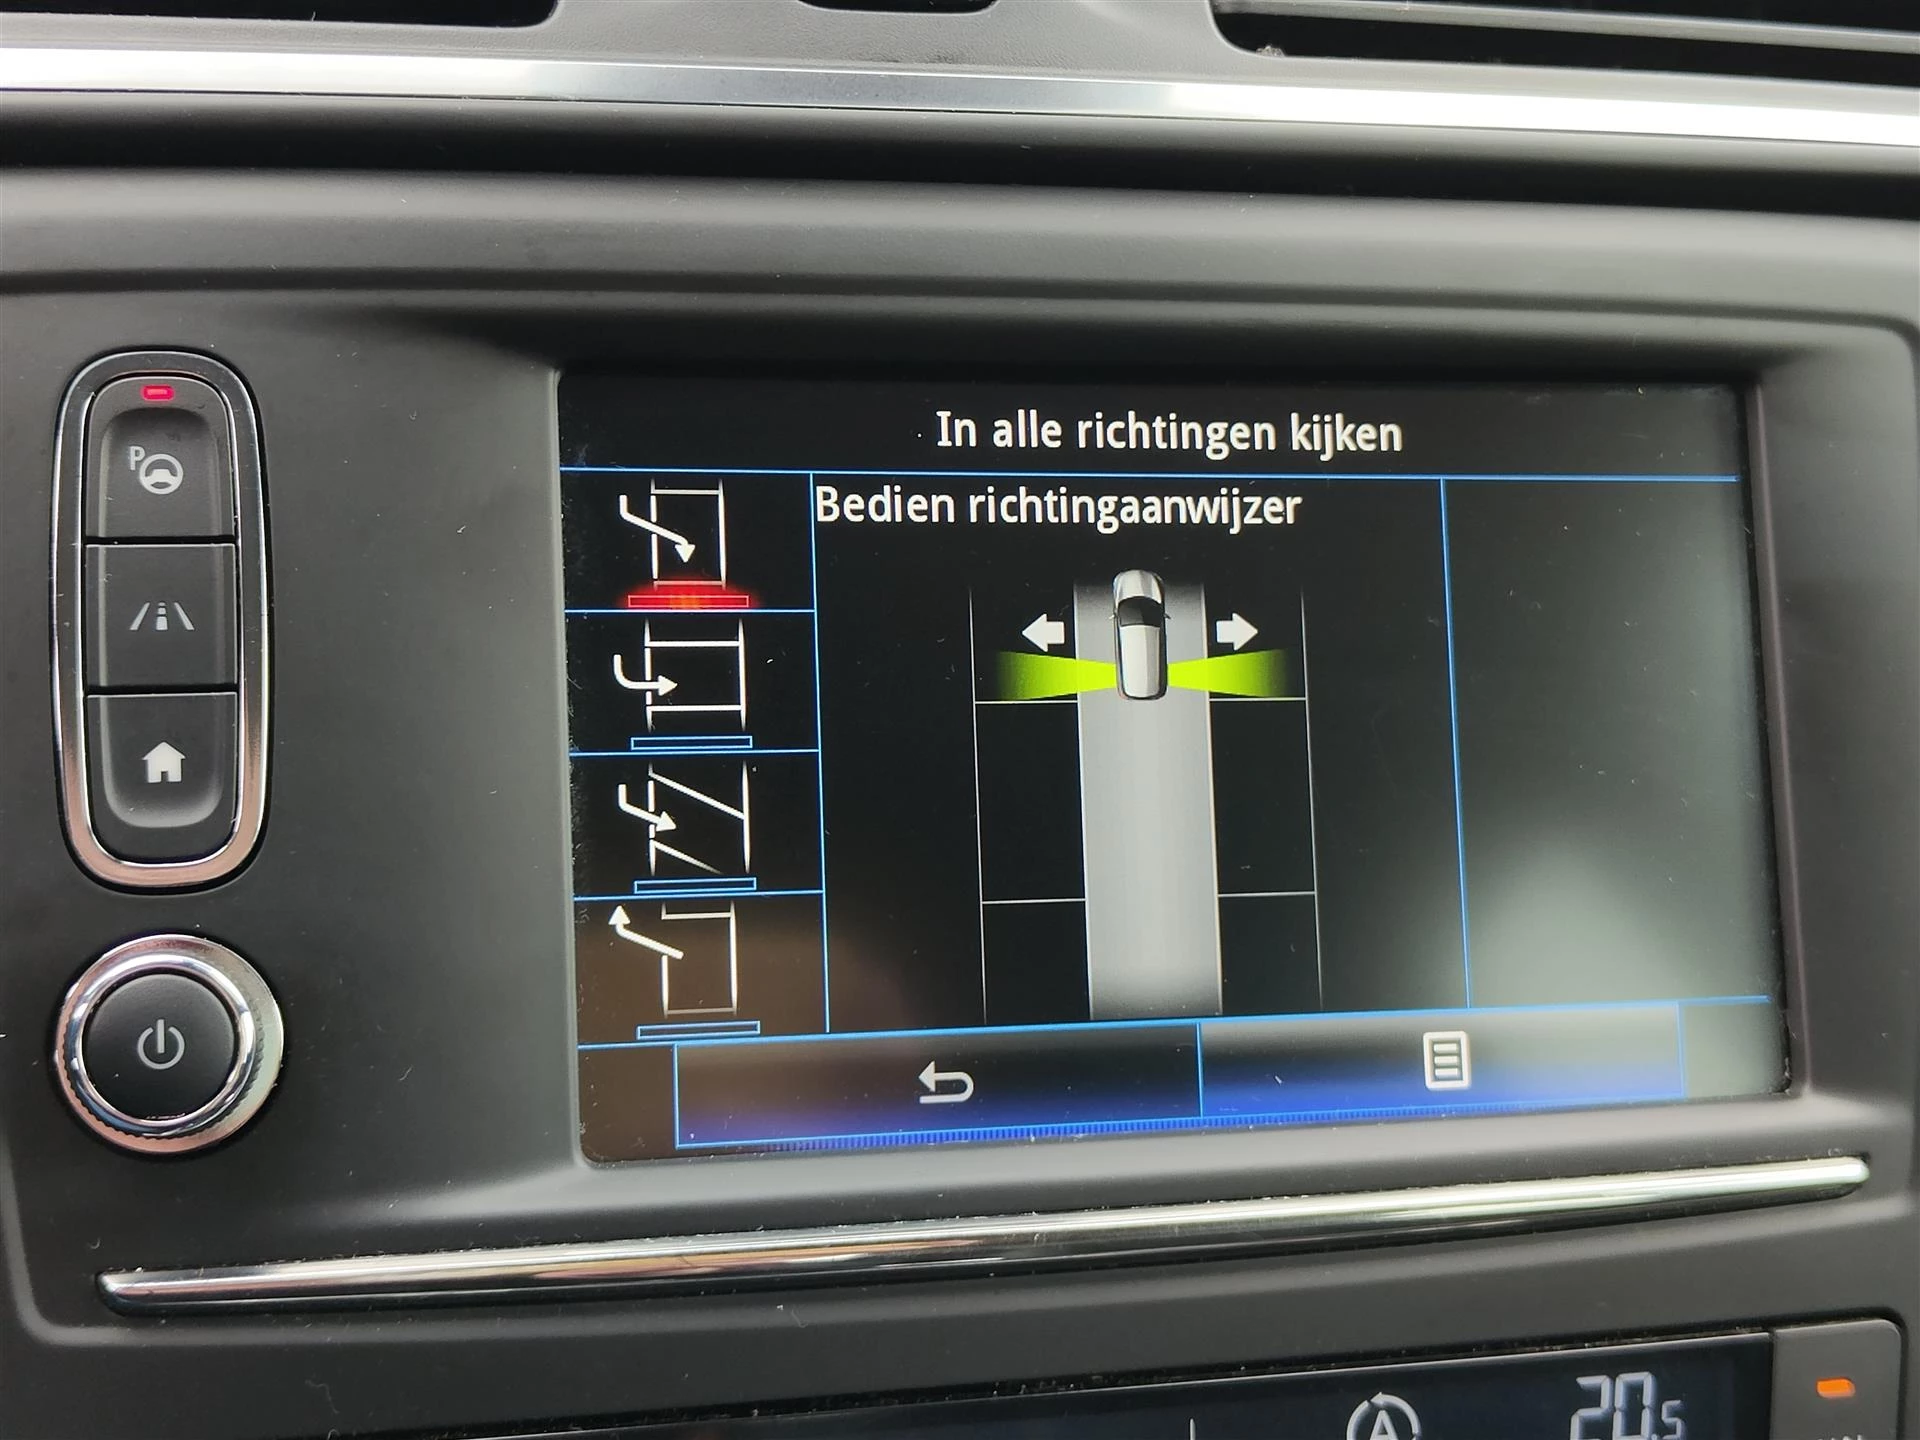 In alle richtingen kijken
Bedien richtingaanwijzer
P
A
20.5